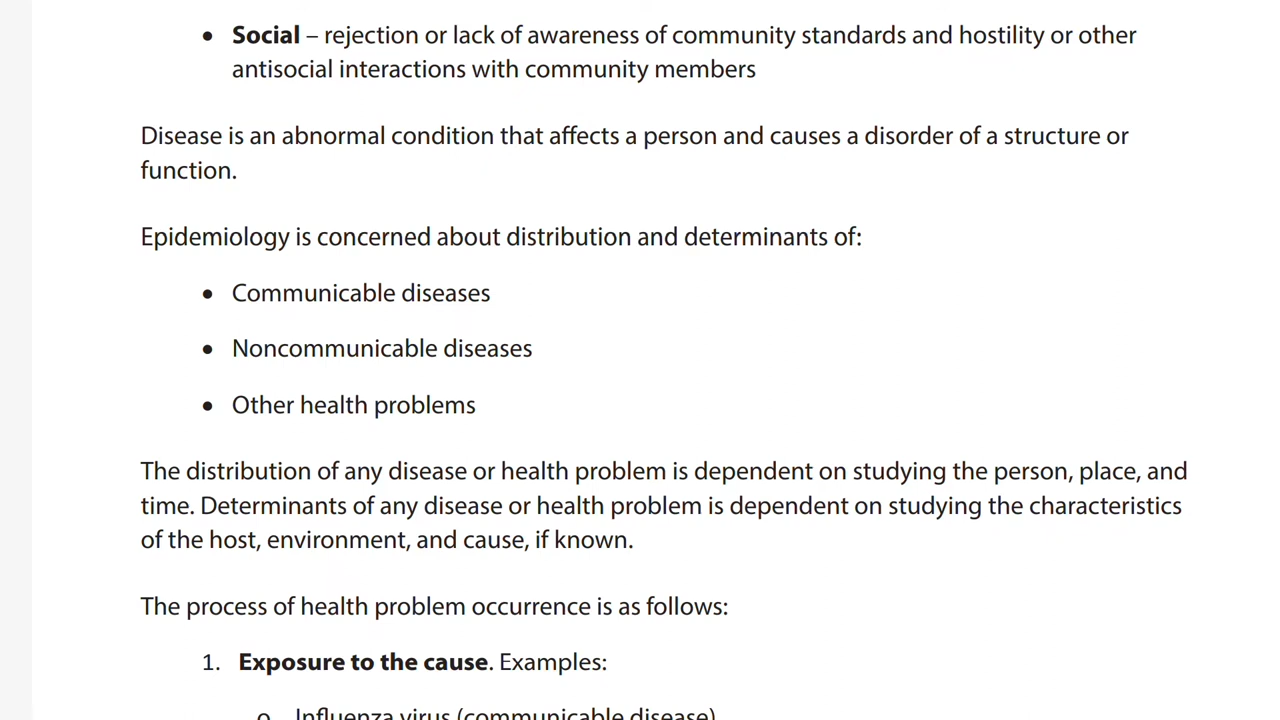 • Social – rejection or lack of awareness of community standards and hostility or other
antisocial interactions with community members
Disease is an abnormal condition that affects a person and causes a disorder of a structure or
function.
Epidemiology is concerned about distribution and determinants of:
• Communicable diseases
• Noncommunicable diseases
• Other health problems
The distribution of any disease or health problem is dependent on studying the person, place, and
time. Determinants of any disease or health problem is dependent on studying the characteristics
of the host, environment, and cause, if known.
The process of health problem occurrence is as follows:
1. Exposure to the cause. Examples:
o Influenza virus (communicable disease)